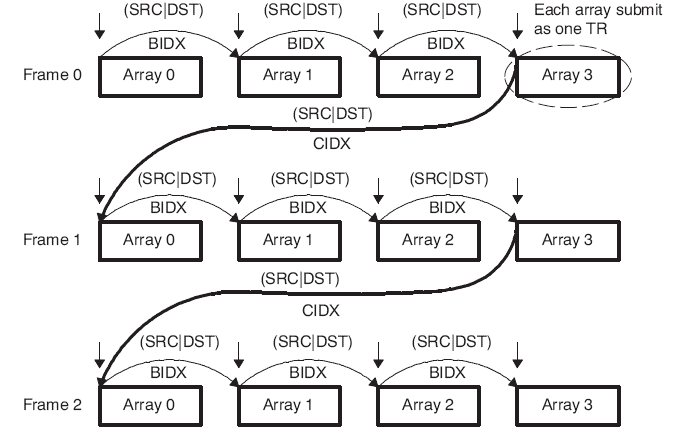 (SRC|DST) (SRC|DST) (SRC|DST) Each array submit
as one TR
BIDX BIDX BIDX
Frame 0 Array 0 Array 1 Array 2 Array 3
(SRC|DST)
CIDX
(SRC|DST) (SRC|DST) (SRC|DST)
BIDX BIDX BIDX
Frame 1 Array 0 Array 1 Array 2 Array 3
(SRC|DST)
CIDX
(SRC|DST) (SRC|DST) (SRC|DST)
BIDX BIDX BIDX
Frame 2 Array 0 Array 1 Array 2 Array 3